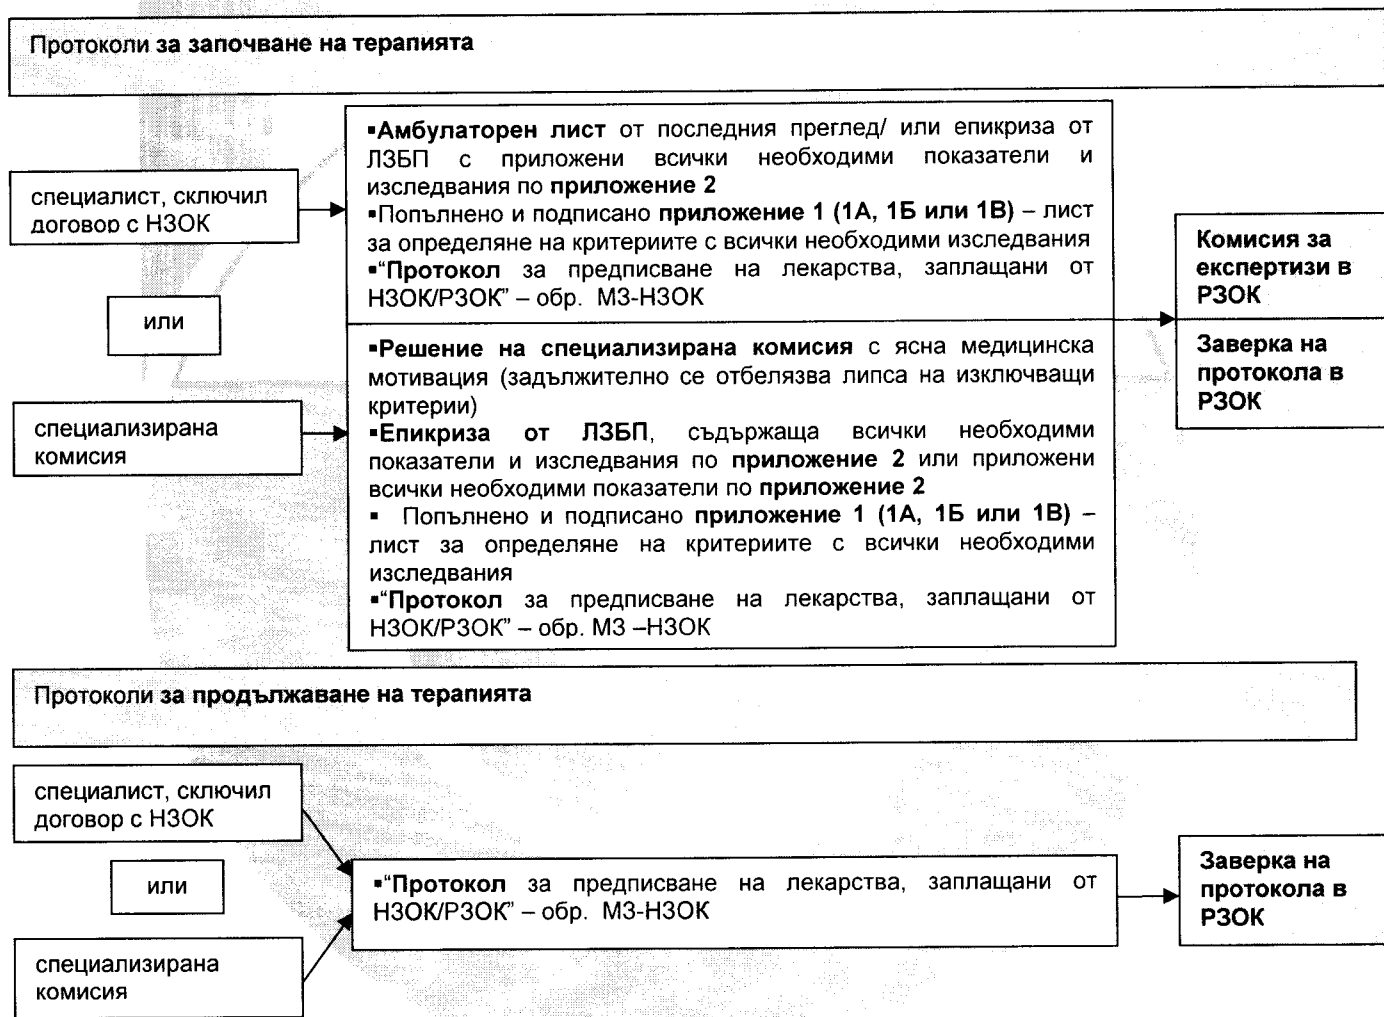 Протоколи за започване на терапията
специалист, сключил
договор с НЗОК
или
специализирана
комисия
▪Амбулаторен лист от последния преглед/ или епикриза от
ЛЗБП с приложени всички необходими показатели и
изследвания по приложение 2
▪Попълнено и подписано приложение 1 (1А, 1Б или 1В) – лист
за определяне на критериите с всички необходими изследвания
▪“Протокол за предписване на лекарства, заплащани от
НЗОК/РЗОК” – обр. МЗ-НЗОК
▪Решение на специализирана комисия с ясна медицинска
мотивация (задължително се отбелязва липса на изключващи
критерии)
▪Епикриза от ЛЗБП, съдържаща всички необходими
показатели и изследвания по приложение 2 или приложени
всички необходими показатели по приложение 2
▪ Попълнено и подписано приложение 1 (1А, 1Б или 1В) –
лист за определяне на критериите с всички необходими
изследвания
▪“Протокол за предписване на лекарства, заплащани от
НЗОК/РЗОК” – обр. МЗ –НЗОК
Комисия за
експертизи в
РЗОК
Заверка на
протокола в
РЗОК
Протоколи за продължаване на терапията
специалист, сключил
договор с НЗОК
или
специализирана
комисия
▪“Протокол за предписване на лекарства, заплащани от
НЗОК/РЗОК” – обр. МЗ-НЗОК
Заверка на
протокола в
РЗОК